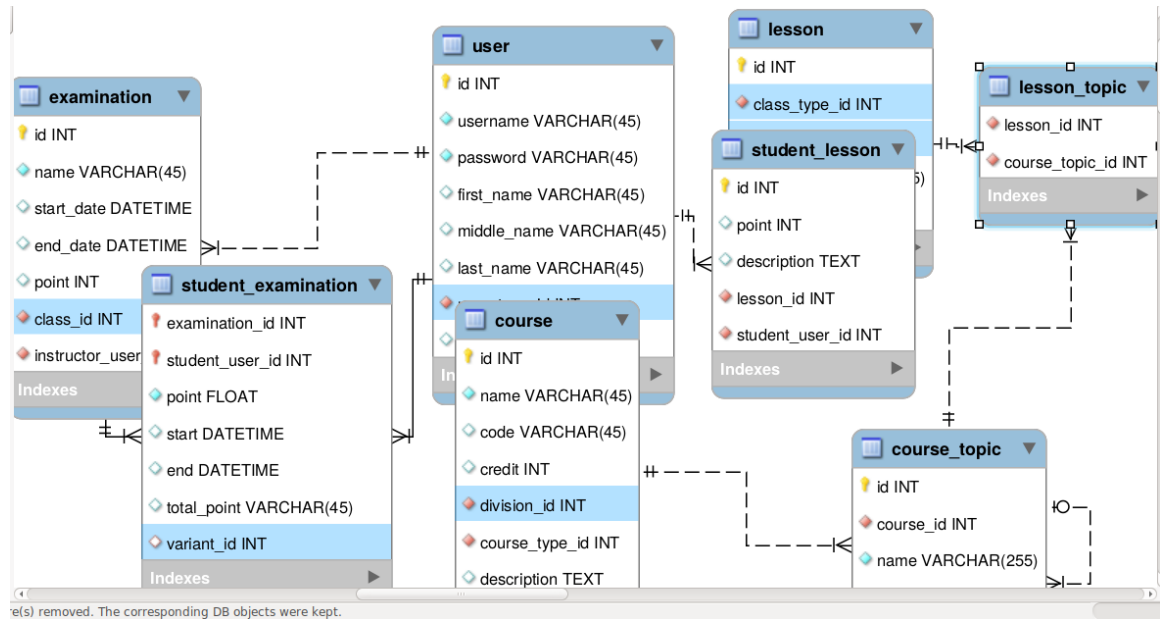 examination
id INT
name VARCHAR(45)
start_date DATETIME
end_date DATETIME
point INT
class_id INT
instructor_user
Indexes
student_examination
examination_id INT
student_user_id INT
point FLOAT
start DATETIME
end DATETIME
total_point VARCHAR(45)
variant_id INT
Indexes
user
id INT
username VARCHAR(45)
password VARCHAR(45)
first_name VARCHAR(45)
middle_name VARCHAR(45)
last_name VARCHAR(45)
In
course
id INT
name VARCHAR(45)
code VARCHAR(45)
credit INT
division_id INT
course_type_id INT
description TEXT
lesson
id INT
class_type_id INT
5)
student_lesson
id INT
point INT
description TEXT
lesson_id INT
student_user_id INT
Indexes
lesson_topic
lesson_id INT
course_topic_id INT
Indexes
course_topic
id INT
course_id INT
name VARCHAR(255)
re(s) removed. The corresponding DB objects were kept.